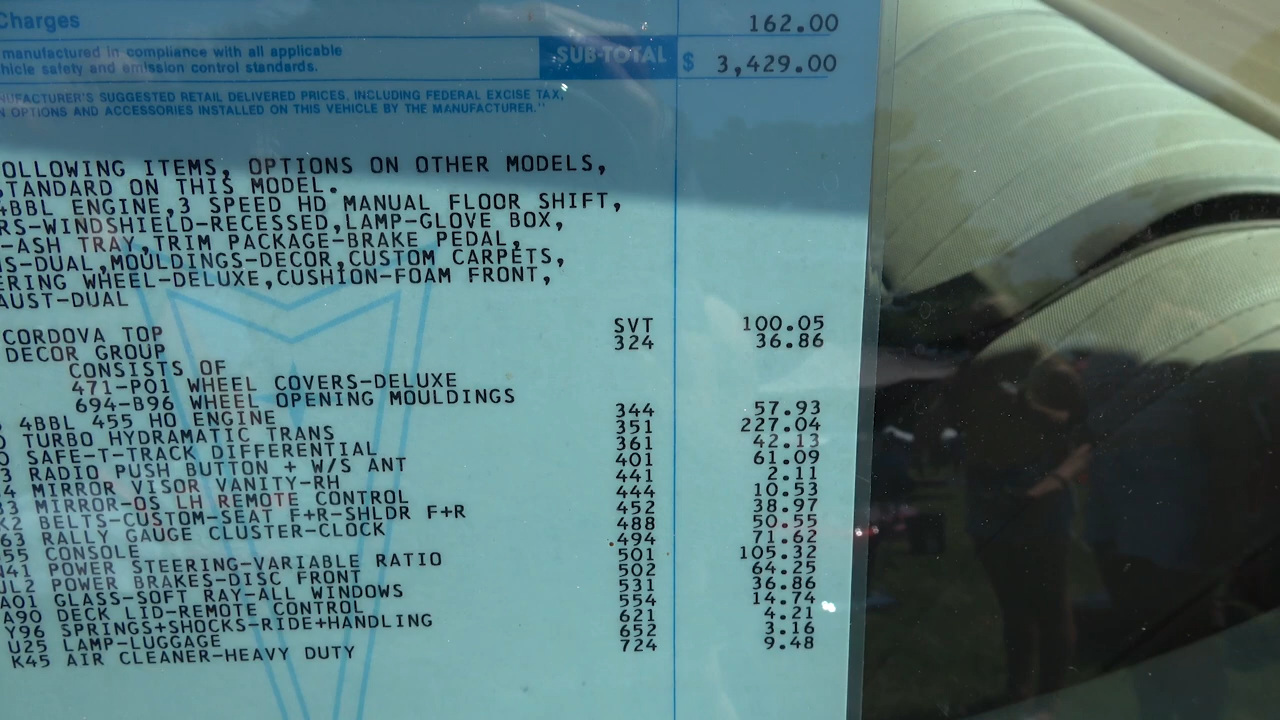 Charges 162.00
manufactured in compliance with all applicable
hicle safety and emission control standards. SUB-TOTAL $ 3,429.00
NUFACTURER'S SUGGESTED RETAIL DELIVERED PRICES, INCLUDING FEDERAL EXCISE TAX,
N OPTIONS AND ACCESSORIES INSTALLED ON THIS VEHICLE BY THE MANUFACTURER."
OLLOWING ITEMS, OPTIONS ON OTHER MODELS,
TANDARD ON THIS MODEL.
4BBL ENGINE,3 SPEED HD MANUAL FLOOR SHIFT,
RS-WINDSHIELD-RECESSED,LAMP-GLOVE BOX,
-ASH TRAY,TRIM PACKAGE-BRAKE PEDAL,
NS-DUAL,MOULDINGS-DECOR,CUSTOM CARPETS,
ERING WHEEL-DELUXE,CUSHION-FOAM FRONT,
AUST-DUAL
CORDOVA TOP SVT 100.05
DECOR GROUP 324 36.86
CONSISTS OF
471-P01 WHEEL COVERS-DELUXE
694-B96 WHEEL OPENING MOULDINGS
4BBL 455 HO ENGINE 344 57.93
TURBO HYDRAMATIC TRANS 351 227.04
SAFE-T-TRACK DIFFERENTIAL 361 42.13
3 RADIO PUSH BUTTON + W/S ANT 401 61.09
4 MIRROR VISOR VANITY-RH 441 2.11
33 MIRROR-OS LH REMOTE CONTROL 444 10.53
K2 BELTS-CUSTOM-SEAT F+R-SHLDR F+R 452 38.97
63 RALLY GAUGE CLUSTER-CLOCK 488 50.55
55 CONSOLE 494 71.62
N41 POWER STEERING-VARIABLE RATIO 501 105.32
JL2 POWER BRAKES-DISC FRONT 502 64.25
A01 GLASS-SOFT RAY-ALL WINDOWS 531 36.86
A90 DECK LID-REMOTE CONTROL 554 14.74
Y96 SPRINGS+SHOCKS-RIDE+HANDLING 621 4.21
U25 LAMP-LUGGAGE 652 3.16
K45 AIR CLEANER-HEAVY DUTY 724 9.48